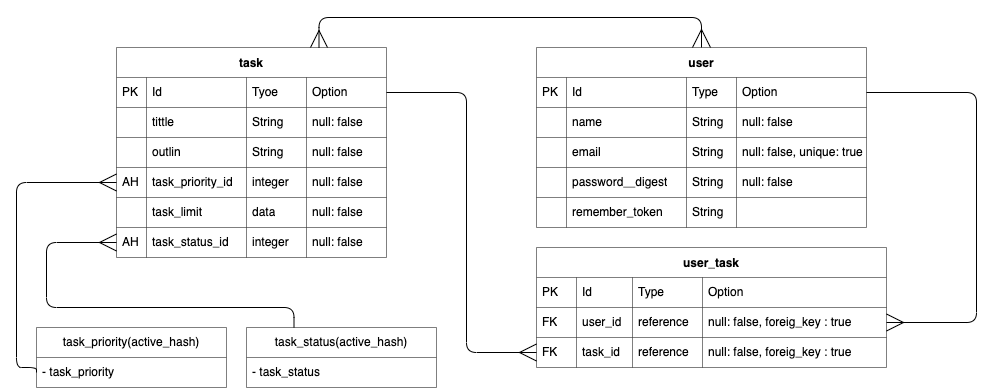 task
PK Id Tyoe Option
tittle String null: false
outlin String null: false
AH task_priority_id integer null: false
task_limit data null: false
AH task_status_id integer null: false
user
PK Id Type Option
name String null: false
email String null: false, unique: true
password__digest String null: false
remember_token String
user_task
PK Id Type Option
FK user_id reference null: false, foreig_key : true
FK task_id reference null: false, foreig_key : true
task_priority(active_hash)
- task_priority
task_status(active_hash)
- task_status